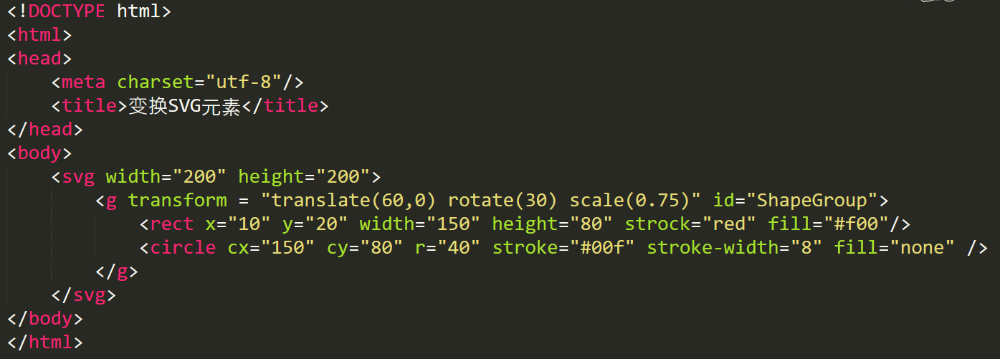 <!DOCTYPE html>
<html>
<head>
    <meta charset="utf-8"/>
    <title>变换SVG元素</title>
</head>
<body>
    <svg width="200" height="200">
        <g transform = "translate(60,0) rotate(30) scale(0.75)" id="ShapeGroup">
            <rect x="10" y="20" width="150" height="80" strock="red" fill="#f00"/>
            <circle cx="150" cy="80" r="40" stroke="#00f" stroke-width="8" fill="none" />
        </g>
    </svg>
</body>
</html>